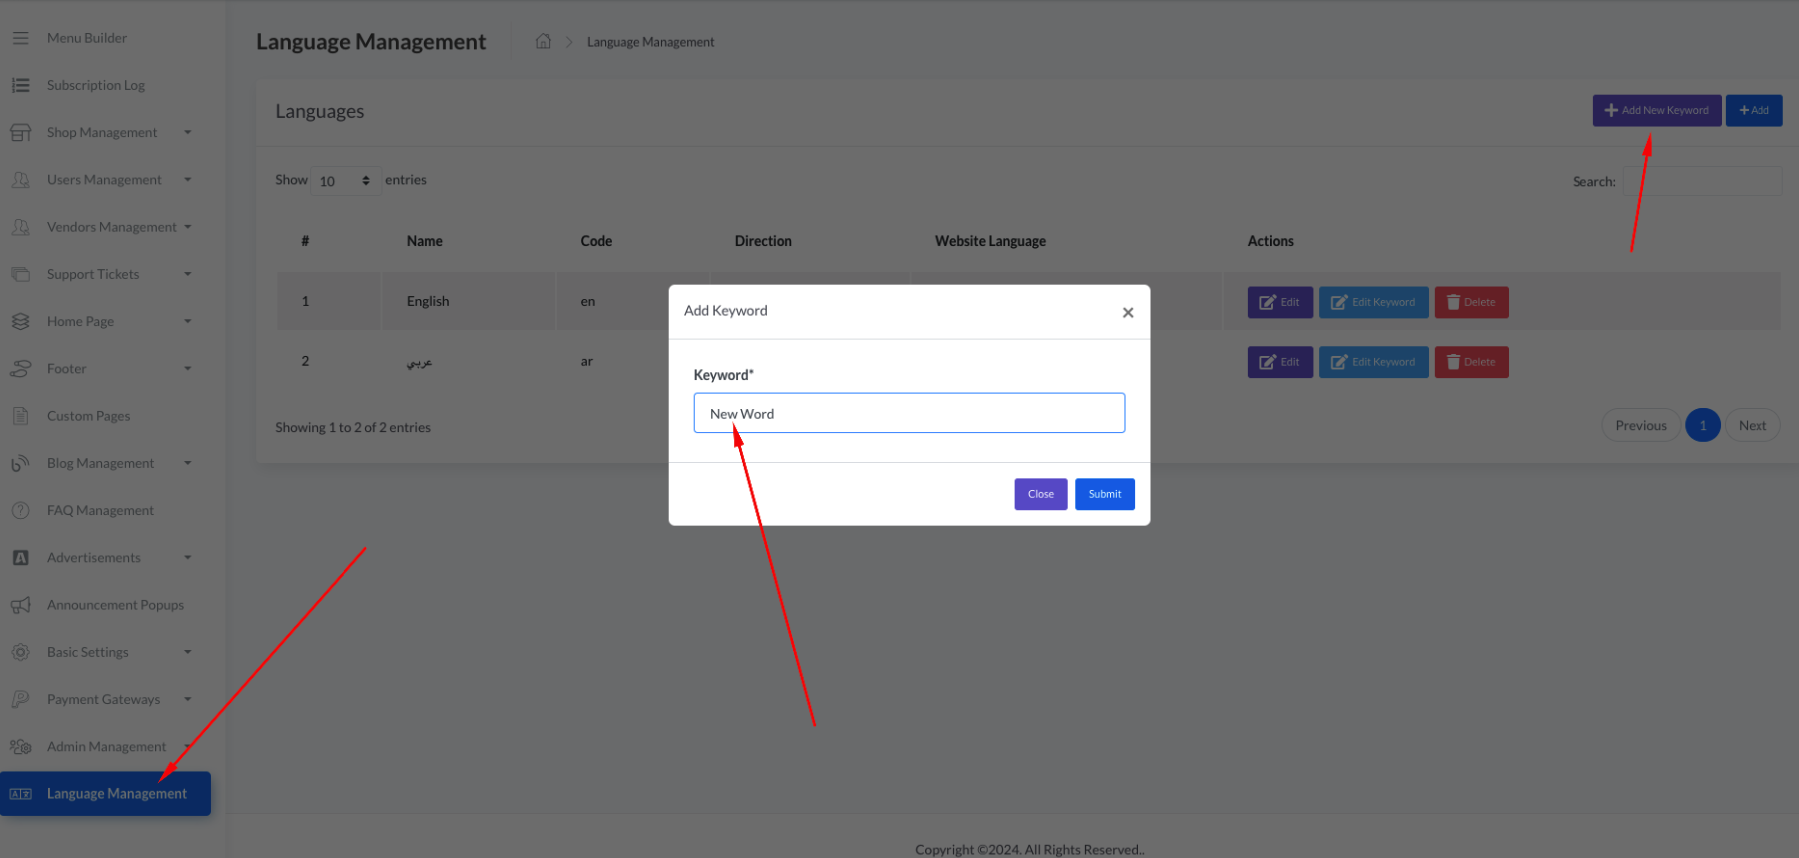 Menu Builder
Subscription Log
Shop Management
Users Management
Vendors Management
Support Tickets
Home Page
Footer
Custom Pages
Blog Management
FAQ Management
Advertisements
Announcement Popups
Basic Settings
Payment Gateways
Admin Management
Language Management
Language Management > Language Management
Languages
Add New Keyword
+ Add
Show 10 entries
Search:
# Name Code Direction Website Language Actions
1 English en Edit Edit Keyword Delete
2 عربي ar Edit Edit Keyword Delete
Showing 1 to 2 of 2 entries
Previous 1 Next
Add Keyword ×
Keyword*
New Word
Close Submit
Copyright ©2024. All Rights Reserved..